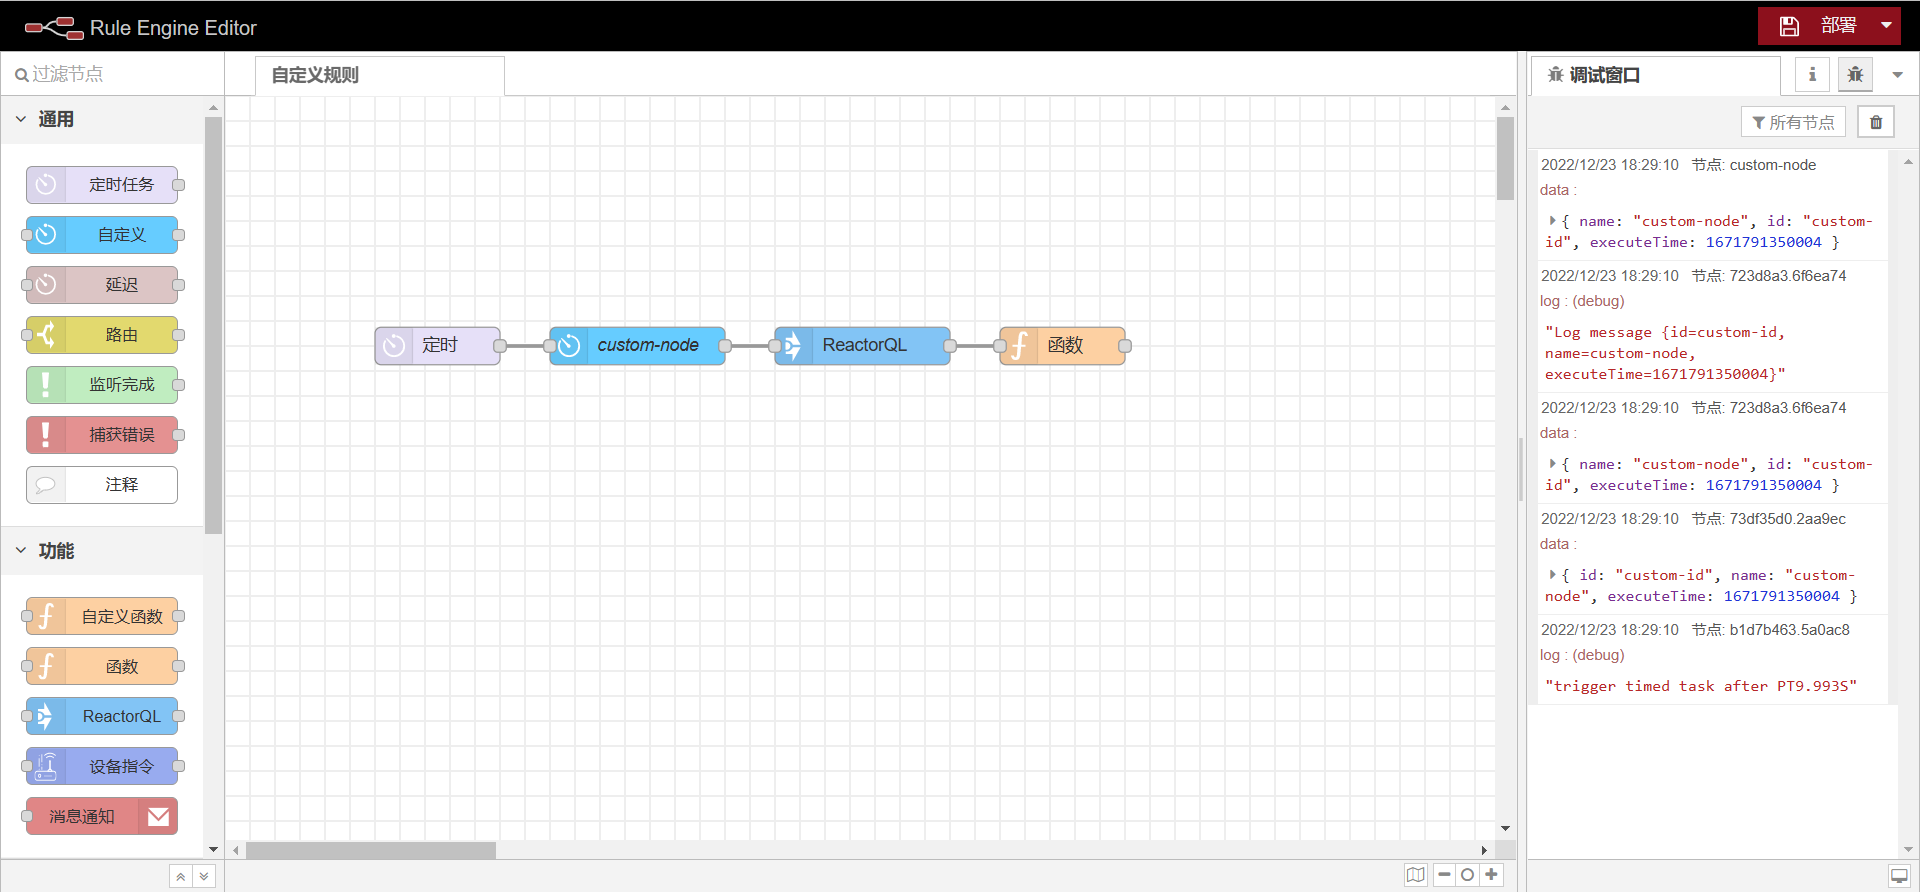 Rule Engine Editor
部署
过滤节点
自定义规则
调试窗口
通用
所有节点
定时任务
自定义
延迟
路由
监听完成
捕获错误
注释
功能
自定义函数
函数
ReactorQL
设备指令
消息通知
定时
custom-node
ReactorQL
函数
2022/12/23 18:29:10 节点: custom-node
data :
{ name: "custom-node", id: "custom-
id", executeTime: 1671791350004 }
2022/12/23 18:29:10 节点: 723d8a3.6f6ea74
log : (debug)
"Log message {id=custom-id,
name=custom-node,
executeTime=1671791350004}"
2022/12/23 18:29:10 节点: 723d8a3.6f6ea74
data :
{ name: "custom-node", id: "custom-
id", executeTime: 1671791350004 }
2022/12/23 18:29:10 节点: 73df35d0.2aa9ec
data :
{ id: "custom-id", name: "custom-
node", executeTime: 1671791350004 }
2022/12/23 18:29:10 节点: b1d7b463.5a0ac8
log : (debug)
"trigger timed task after PT9.993S"